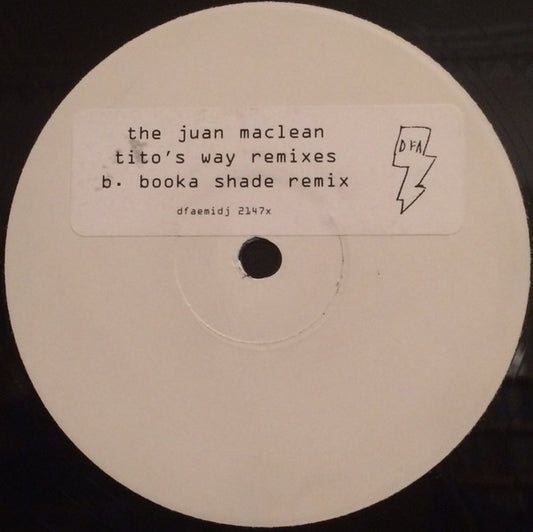 the juan maclean
tito's way remixes
b. booka shade remix
dfaemidj 2147x
DFA